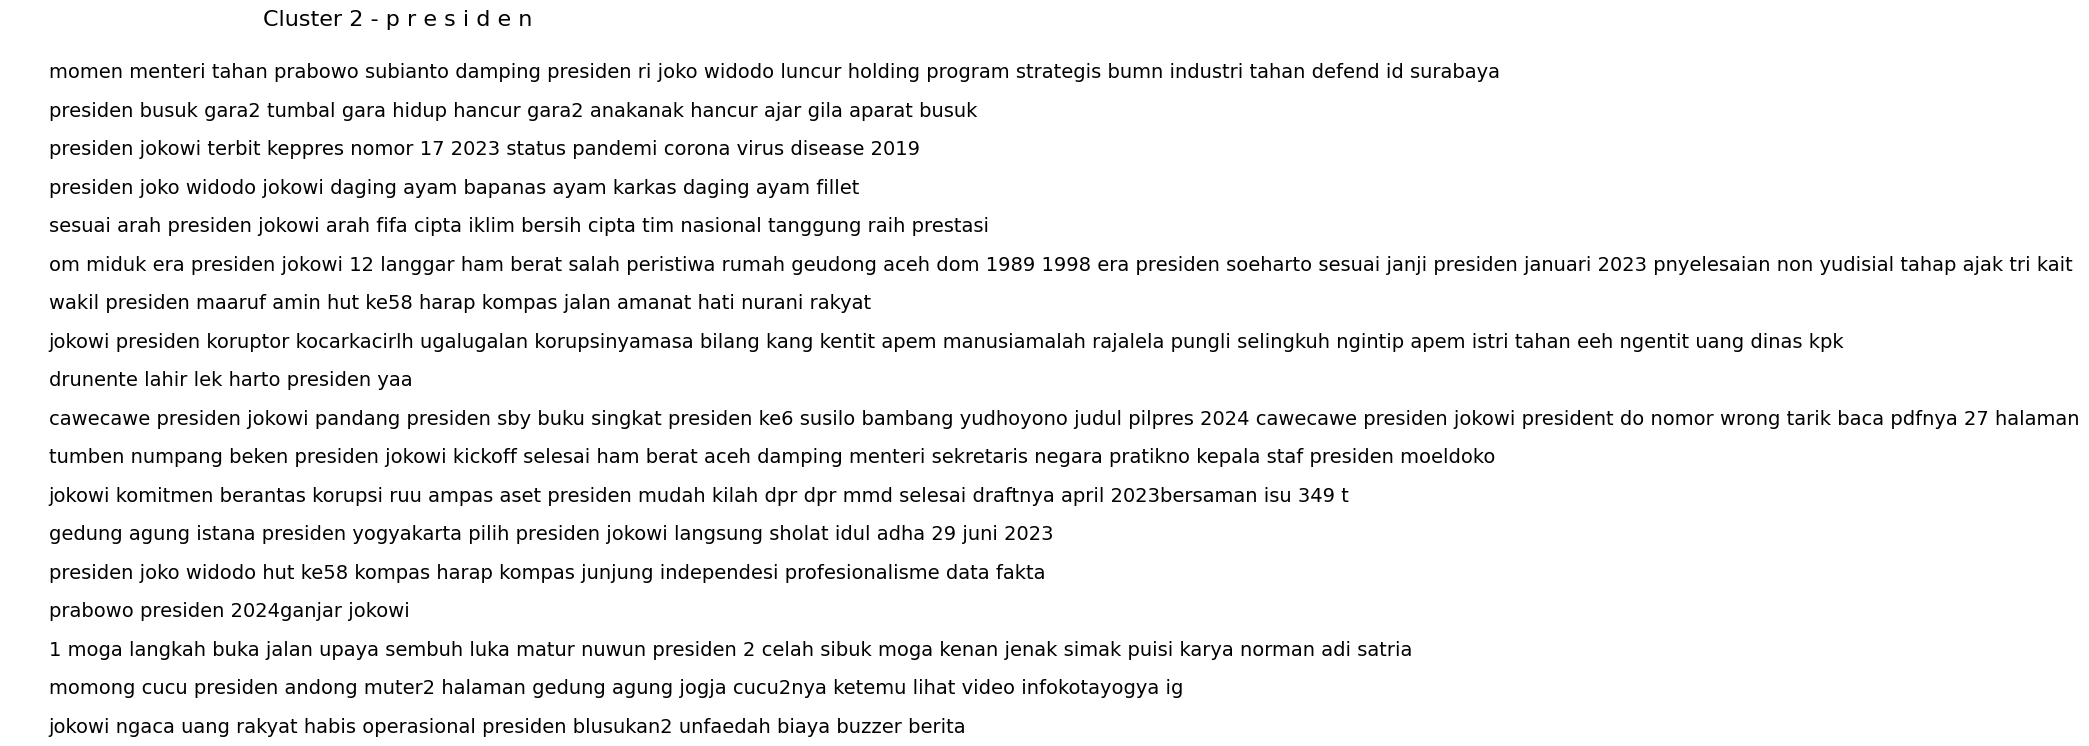 Cluster 2 - p r e s i d e n
momen menteri tahan prabowo subianto damping presiden ri joko widodo luncur holding program strategis bumn industri tahan defend id surabaya
presiden busuk gara2 tumbal gara hidup hancur gara2 anakanak hancur ajar gila aparat busuk
presiden jokowi terbit keppres nomor 17 2023 status pandemi corona virus disease 2019
presiden joko widodo jokowi daging ayam bapanas ayam karkas daging ayam fillet
sesuai arah presiden jokowi arah fifa cipta iklim bersih cipta tim nasional tanggung raih prestasi
om miduk era presiden jokowi 12 langgar ham berat salah peristiwa rumah geudong aceh dom 1989 1998 era presiden soeharto sesuai janji presiden januari 2023 pnyelesaian non yudisial tahap ajak tri kait
wakil presiden maaruf amin hut ke58 harap kompas jalan amanat hati nurani rakyat
jokowi presiden koruptor kocarkacirlh ugalugalan korupsinyamasa bilang kang kentit apem manusiamalah rajalela pungli selingkuh ngintip apem istri tahan eeh ngentit uang dinas kpk
drunente lahir lek harto presiden yaa
cawecawe presiden jokowi pandang presiden sby buku singkat presiden ke6 susilo bambang yudhoyono judul pilpres 2024 cawecawe presiden jokowi president do nomor wrong tarik baca pdfnya 27 halaman
tumben numpang beken presiden jokowi kickoff selesai ham berat aceh damping menteri sekretaris negara pratikno kepala staf presiden moeldoko
jokowi komitmen berantas korupsi ruu ampas aset presiden mudah kilah dpr dpr mmd selesai draftnya april 2023bersaman isu 349 t
gedung agung istana presiden yogyakarta pilih presiden jokowi langsung sholat idul adha 29 juni 2023
presiden joko widodo hut ke58 kompas harap kompas junjung independesi profesionalisme data fakta
prabowo presiden 2024ganjar jokowi
1 moga langkah buka jalan upaya sembuh luka matur nuwun presiden 2 celah sibuk moga kenan jenak simak puisi karya norman adi satria
momong cucu presiden andong muter2 halaman gedung agung jogja cucu2nya ketemu lihat video infokotayogya ig
jokowi ngaca uang rakyat habis operasional presiden blusukan2 unfaedah biaya buzzer berita